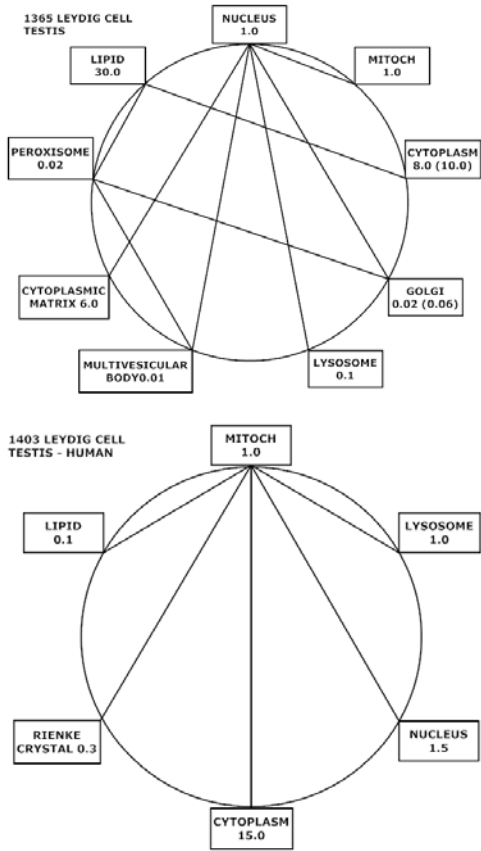 1365 LEYDIG CELL
TESTIS
NUCLEUS
1.0
LIPID
30.0
MITOCH
1.0
PEROXISOME
0.02
CYTOPLASM
8.0 (10.0)
CYTOPLASMIC
MATRIX 6.0
GOLGI
0.02 (0.06)
MULTIVESICULAR
BODY0.01
LYSOSOME
0.1
1403 LEYDIG CELL
TESTIS - HUMAN
MITOCH
1.0
LIPID
0.1
LYSOSOME
1.0
RIENKE
CRYSTAL 0.3
NUCLEUS
1.5
CYTOPLASM
15.0